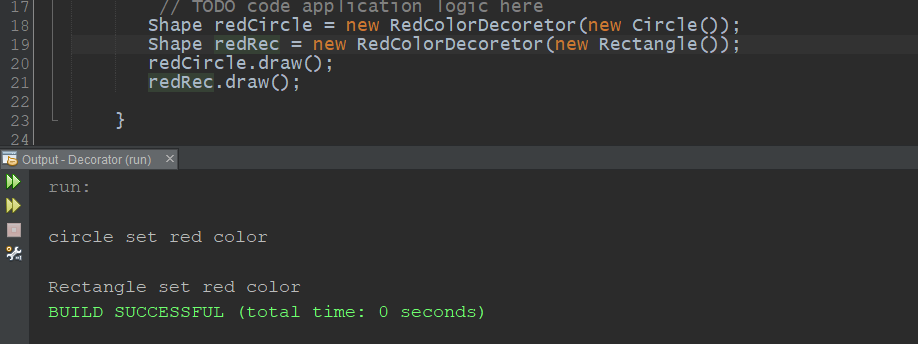 17 // TODO code application logic here
18 Shape redCircle = new RedColorDecoretor(new Circle());
19 Shape redRec = new RedColorDecoretor(new Rectangle());
20 redCircle.draw();
21 redRec.draw();
22
23 }
24
Output - Decorator (run) ×
run:
circle set red color
Rectangle set red color
BUILD SUCCESSFUL (total time: 0 seconds)